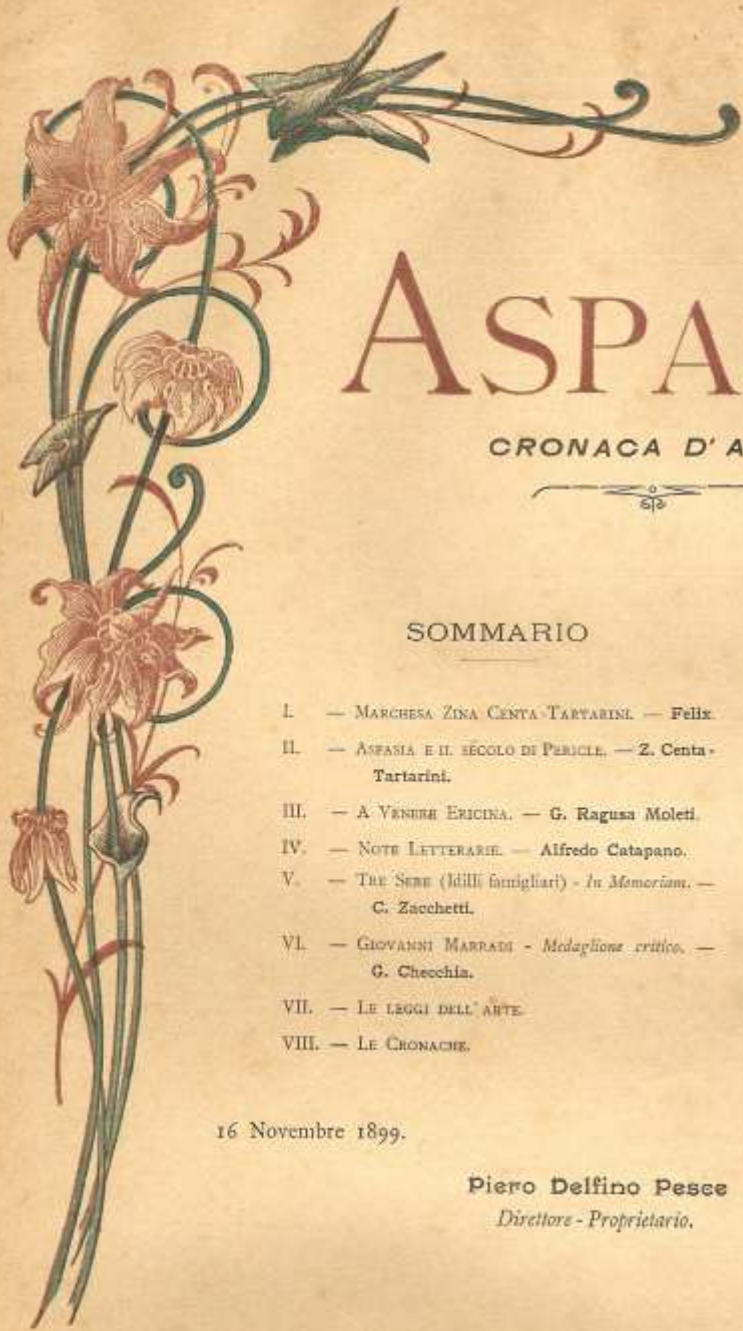 ASPA
CRONACA D' A
SOMMARIO
I. — MARCHESA ZINA CENTA-TARTARINI. — Felix.
II. — ASPASIA E IL SECOLO DI PERICLE. — Z. Centa-
Tartarini.
III. — A VENERE ERICINA. — G. Ragusa Moleti.
IV. — NOTE LETTERARIE. — Alfredo Catapano.
V. — TRE SERE (Idilli famigliari) - In Memoriam. —
C. Zacchetti.
VI. — GIOVANNI MARRADI - Medaglione critico. —
G. Checchia.
VII. — LE LEGGI DELL' ARTE.
VIII. — LE CRONACHE.
16 Novembre 1899.
Piero Delfino Pesce
Direttore - Proprietario.